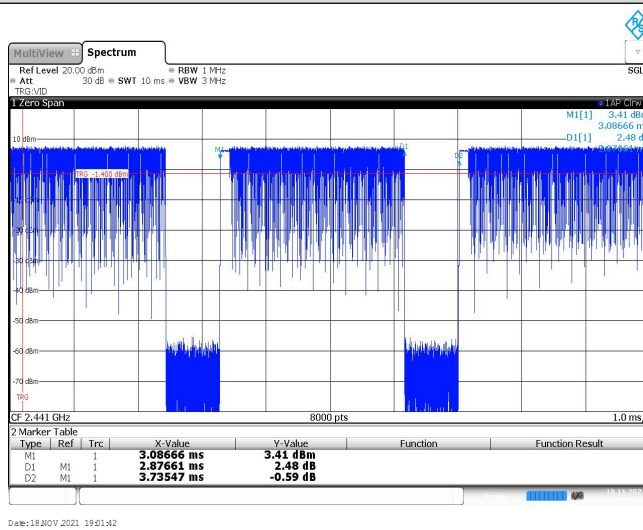 R&S
MultiView Spectrum
Ref Level 20.00 dBm RBW 1 MHz SGL
Att 30 dB SWT 10 ms VBW 3 MHz
TRG:VID
1 Zero Span 1AP Clrw
M1[1] 3.41 dBm
3.08666 m
10 dBm D1[1] 2.48 d
M1 D1 D2
TRG -1.400 dBm
-20 dBm
-30 dBm
-40 dBm
-50 dBm
-60 dBm
-70 dBm
TRG
CF 2.441 GHz 8000 pts 1.0 ms
2 Marker Table
Type Ref Trc X-Value Y-Value Function Function Result
M1 1 3.08666 ms 3.41 dBm
D1 M1 1 2.87661 ms 2.48 dB
D2 M1 1 3.73547 ms -0.59 dB
Date: 18.NOV.2021 19:01:42